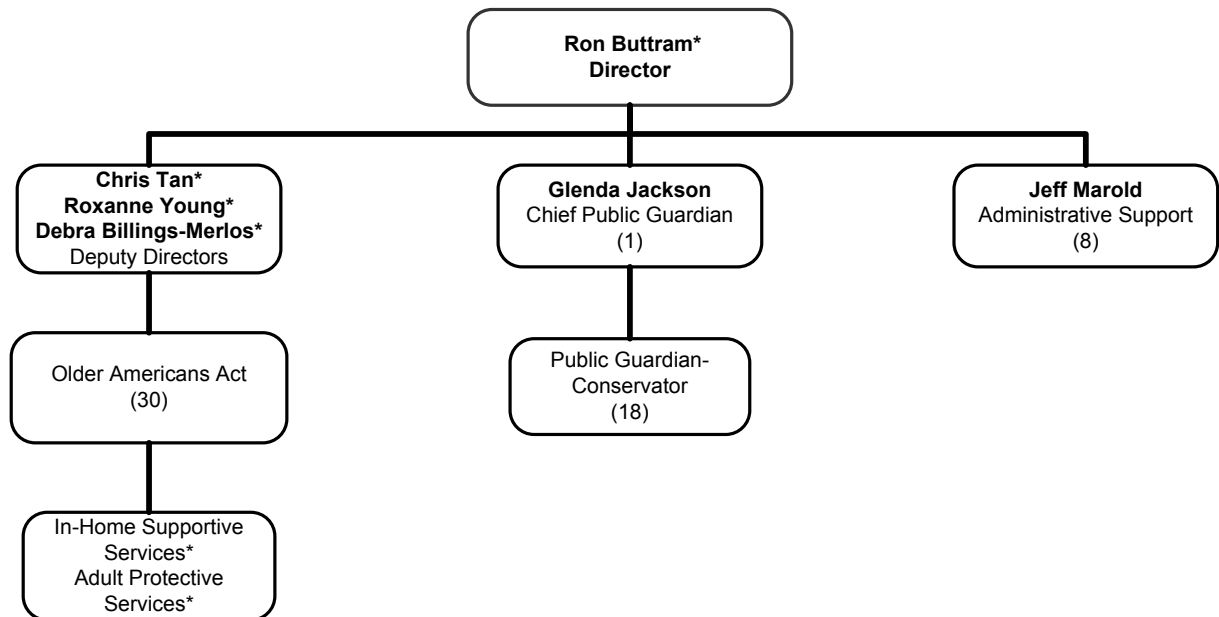 Ron Buttram*
Director
Chris Tan*
Roxanne Young*
Debra Billings-Merlos*
Deputy Directors
Glenda Jackson
Chief Public Guardian
(1)
Jeff Marold
Administrative Support
(8)
Older Americans Act
(30)
Public Guardian-
Conservator
(18)
In-Home Supportive
Services*
Adult Protective
Services*